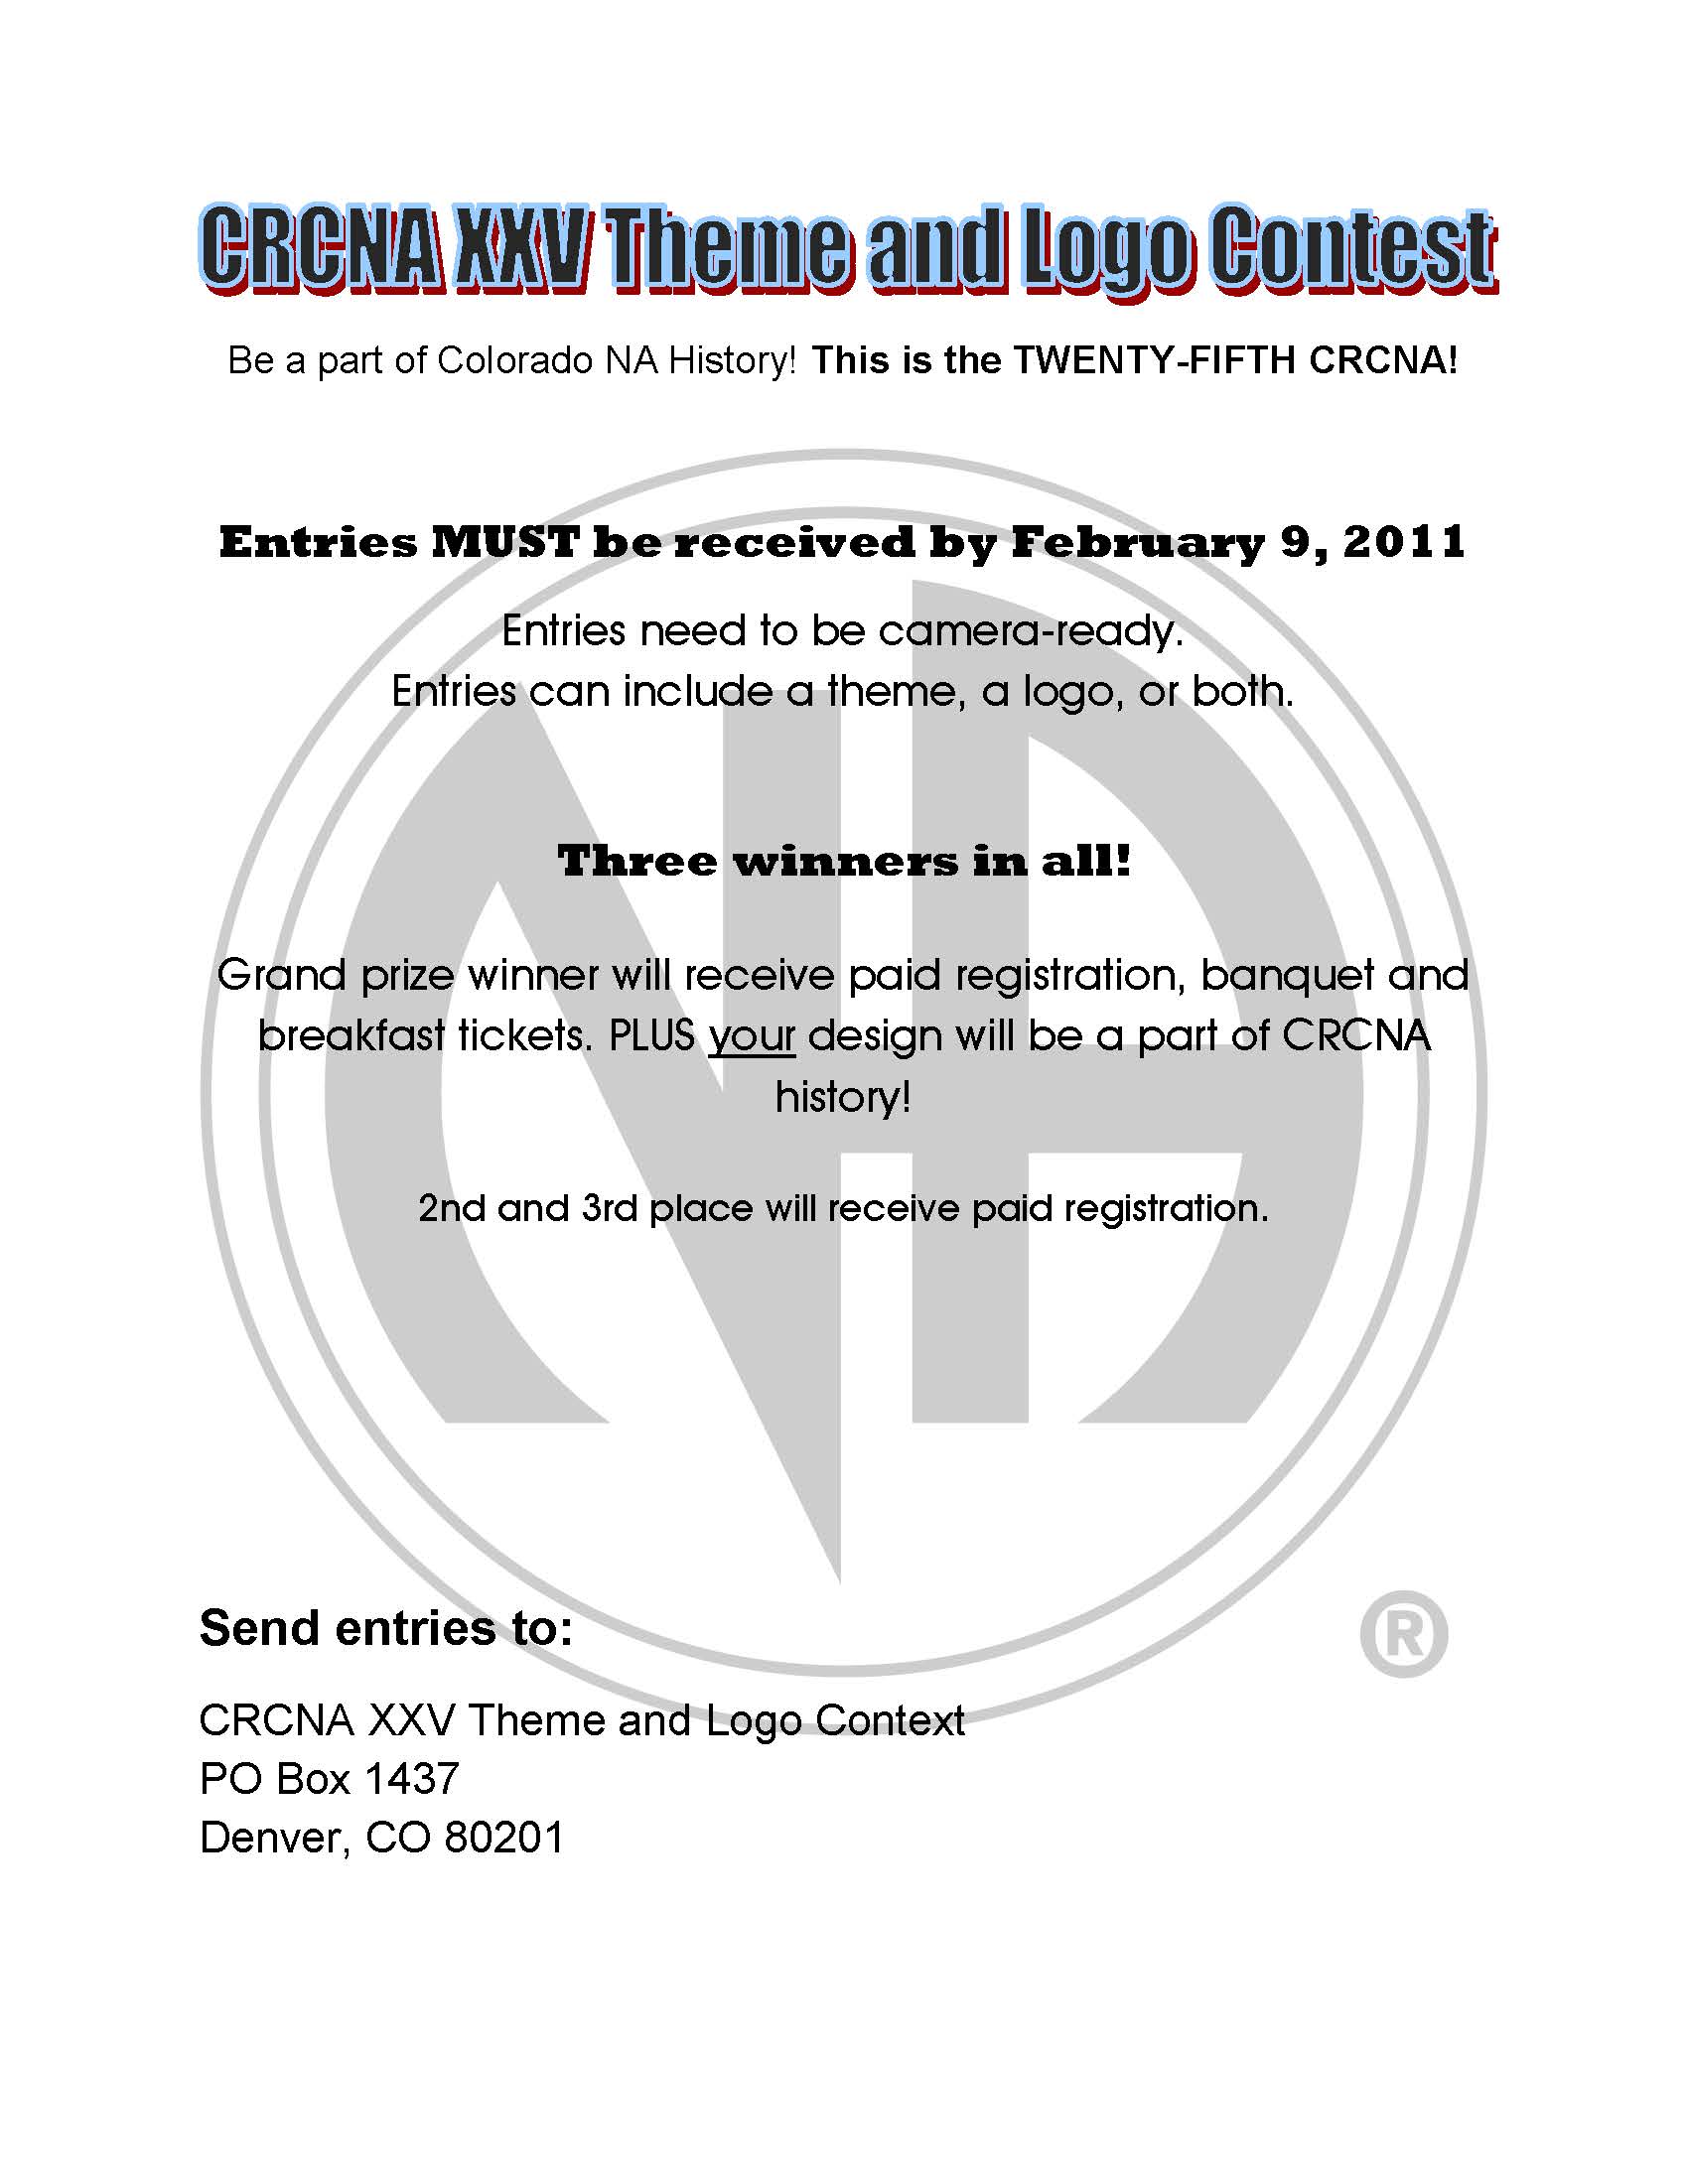 CRCNA XXV Theme and Logo Contest
Be a part of Colorado NA History! This is the TWENTY-FIFTH CRCNA!
Entries MUST be received by February 9, 2011
Entries need to be camera-ready.
Entries can include a theme, a logo, or both.
Three winners in all!
Grand prize winner will receive paid registration, banquet and
breakfast tickets. PLUS your design will be a part of CRCNA
history!
2nd and 3rd place will receive paid registration.
NA
Send entries to:
®
CRCNA XXV Theme and Logo Context
PO Box 1437
Denver, CO 80201